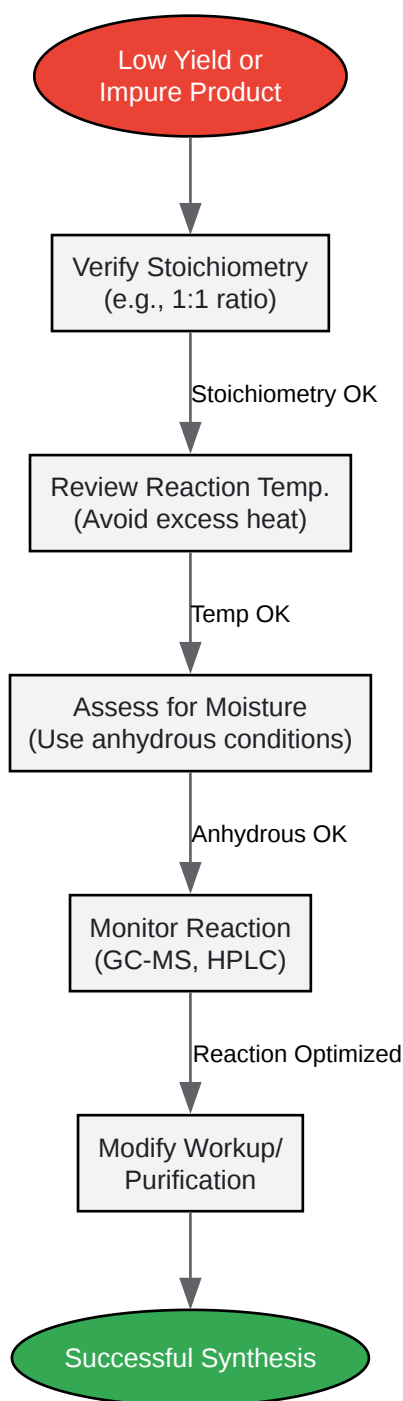 Low Yield or
Impure Product
Verify Stoichiometry
(e.g., 1:1 ratio)
Stoichiometry OK
Review Reaction Temp.
(Avoid excess heat)
Temp OK
Assess for Moisture
(Use anhydrous conditions)
Anhydrous OK
Monitor Reaction
(GC-MS, HPLC)
Reaction Optimized
Modify Workup/
Purification
Successful Synthesis